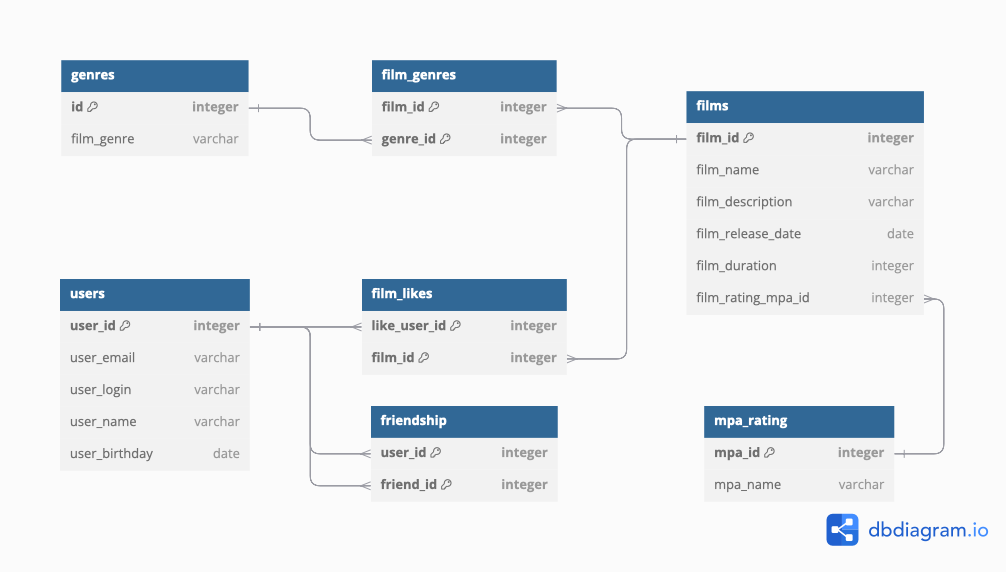 genres
id integer
film_genre varchar
film_genres
film_id integer
genre_id integer
films
film_id integer
film_name varchar
film_description varchar
film_release_date date
film_duration integer
film_rating_mpa_id integer
users
user_id integer
user_email varchar
user_login varchar
user_name varchar
user_birthday date
film_likes
like_user_id integer
film_id integer
friendship
user_id integer
friend_id integer
mpa_rating
mpa_id integer
mpa_name varchar
dbdiagram.io